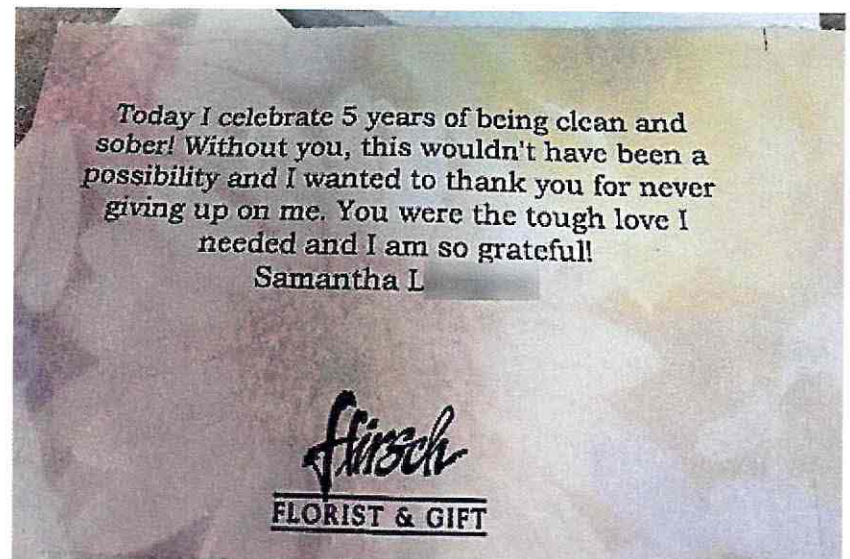 Today I celebrate 5 years of being clean and
sober! Without you, this wouldn't have been a
possibility and I wanted to thank you for never
giving up on me. You were the tough love I
needed and I am so grateful!
Samantha L
Hirsch
FLORIST & GIFT